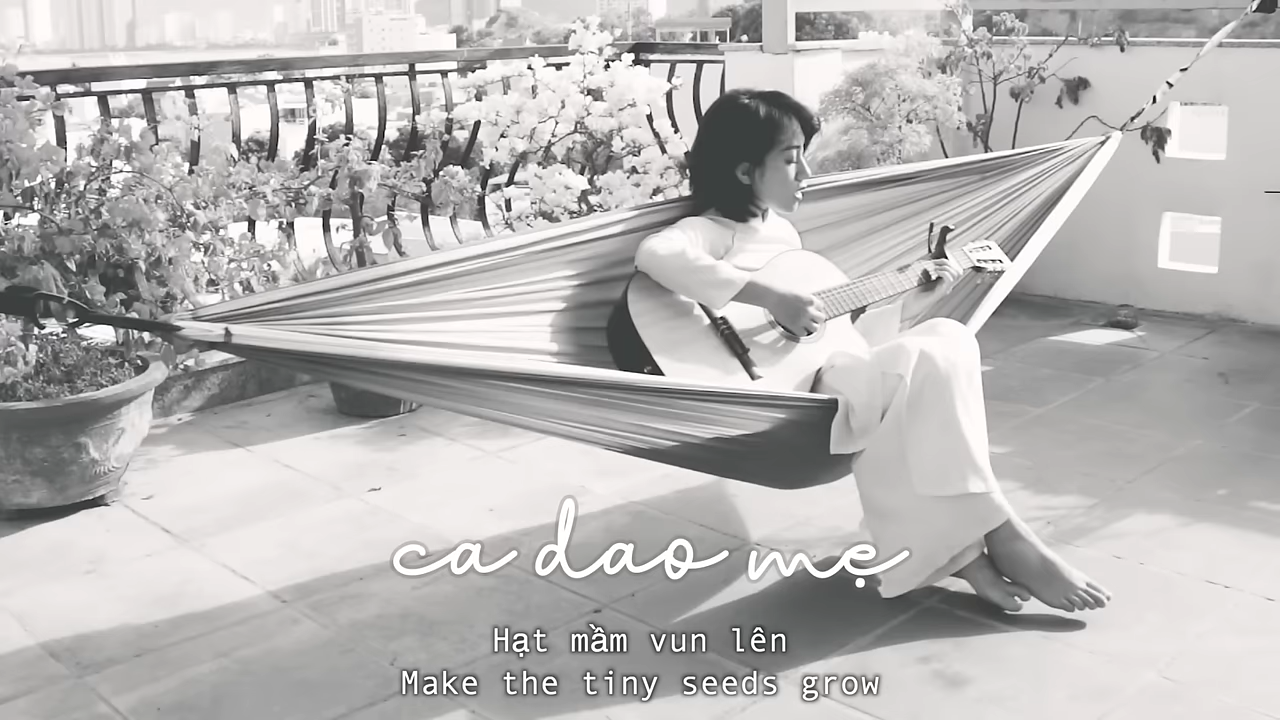 ca dao mẹ
Hạt mầm vun lên
Make the tiny seeds grow